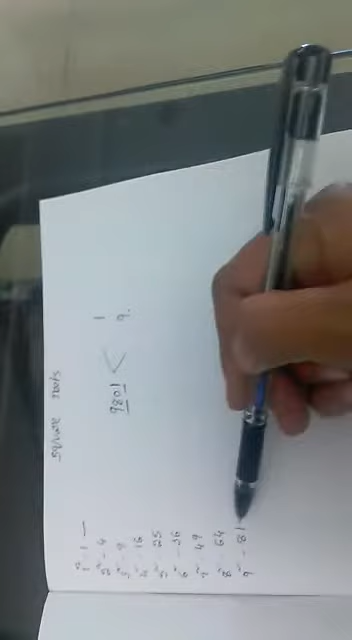 square roots
9801 < 1
9.
1² - 1 —
2² - 4
3² - 9
4² - 16
5² - 25
6² - 36
7² - 49
8² - 64
9² - 81